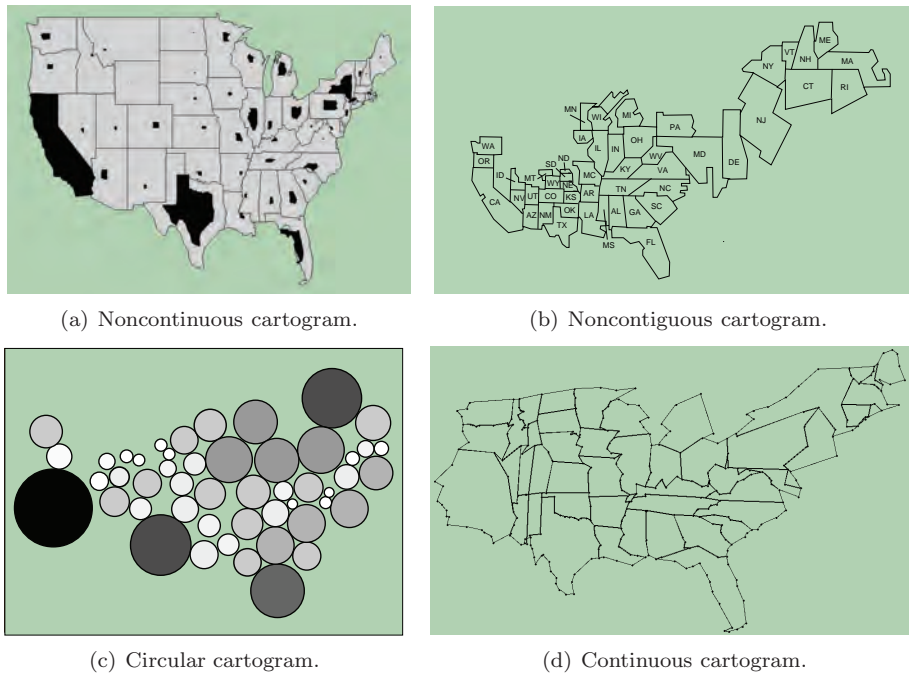 (a) Noncontinuous cartogram.
ME
VT
NH
NY
MA
CT
RI
MN
WI
MI
NJ
PA
IA
IL
IN
OH
WA
OR
MD
DE
ND
SD
WV
ID
MT
WY
NE
MC
KY
VA
CA
NV
UT
CO
KS
AR
TN
NC
AZ
NM
OK
LA
AL
GA
SC
TX
MS
FL
(b) Noncontiguous cartogram.
(c) Circular cartogram.
(d) Continuous cartogram.